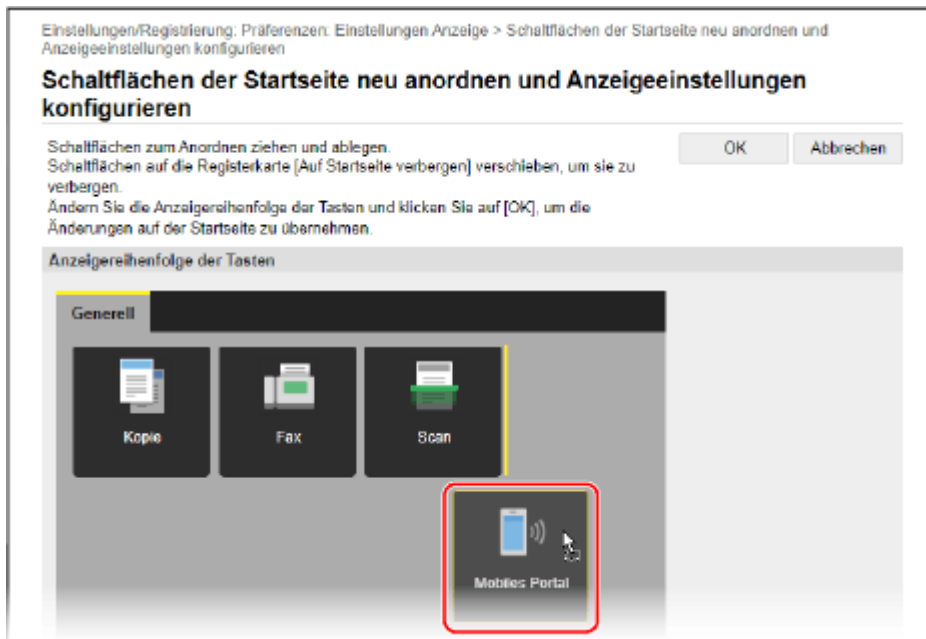 Einstellungen/Registrierung: Präferenzen: Einstellungen Anzeige > Schaltflächen der Startseite neu anordnen und
Anzeigeeinstellungen konfigurieren
Schaltflächen der Startseite neu anordnen und Anzeigeeinstellungen
konfigurieren
Schaltflächen zum Anordnen ziehen und ablegen.
Schaltflächen auf die Registerkarte [Auf Startseite verbergen] verschieben, um sie zu
verbergen.
Ändern Sie die Anzeigereihenfolge der Tasten und klicken Sie auf [OK], um die
Änderungen auf der Startseite zu übernehmen.
OK
Abbrechen
Anzeigereihenfolge der Tasten
Generell
Kopie
Fax
Scan
Mobiles Portal